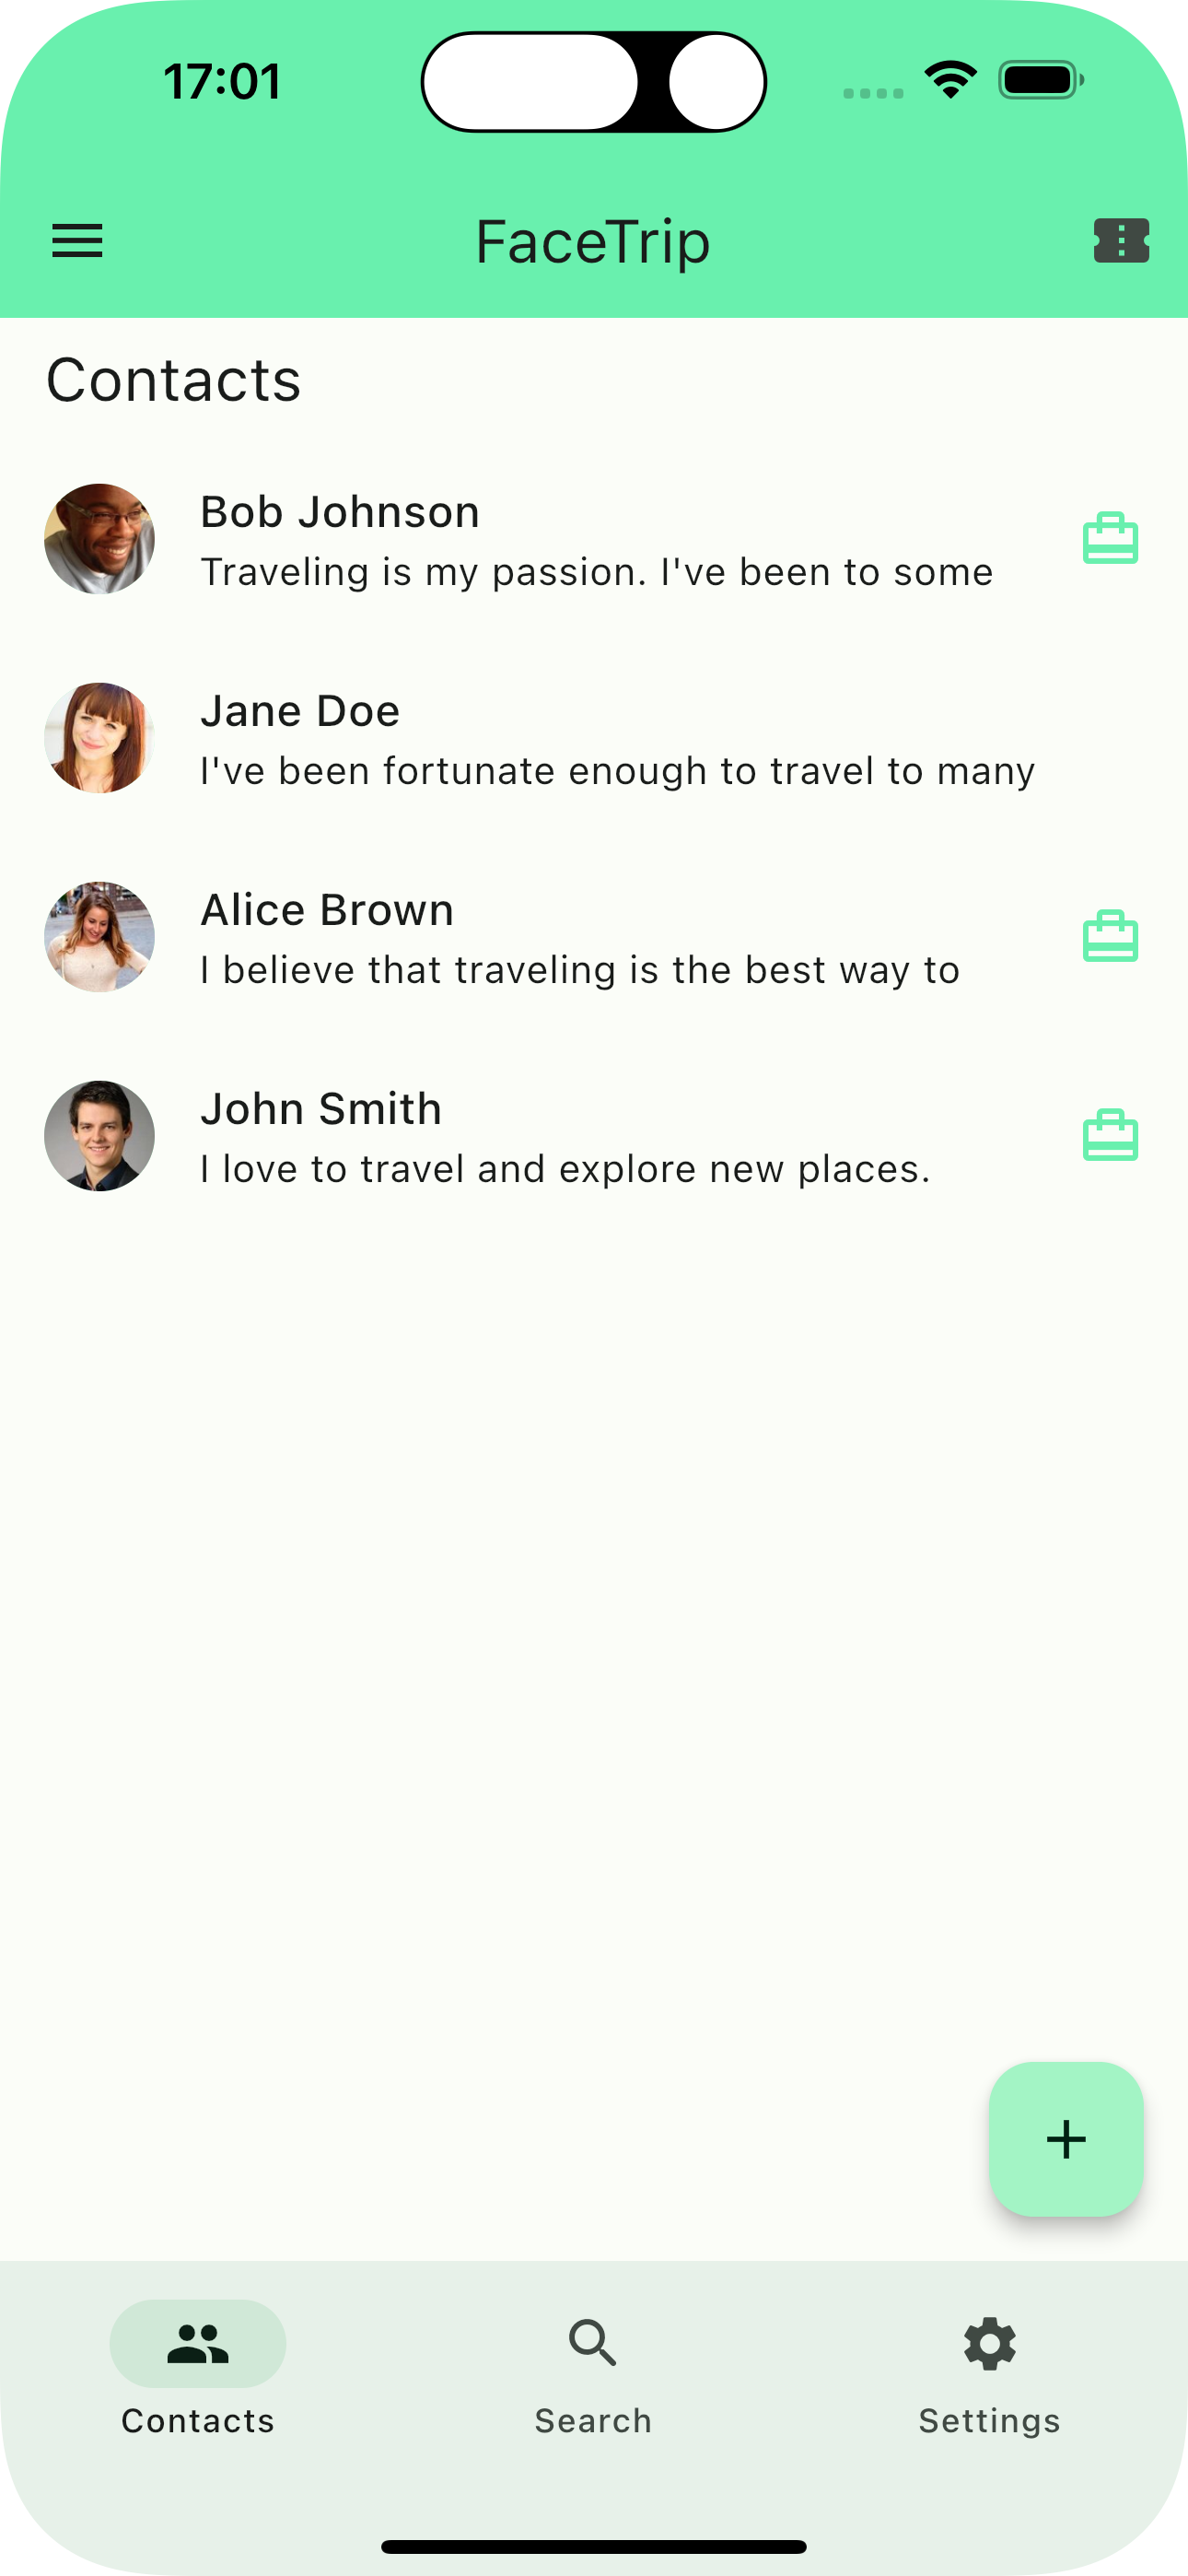 17:01
FaceTrip
Contacts
Bob Johnson
Traveling is my passion. I've been to some
Jane Doe
I've been fortunate enough to travel to many
Alice Brown
I believe that traveling is the best way to
John Smith
I love to travel and explore new places.
Contacts
Search
Settings